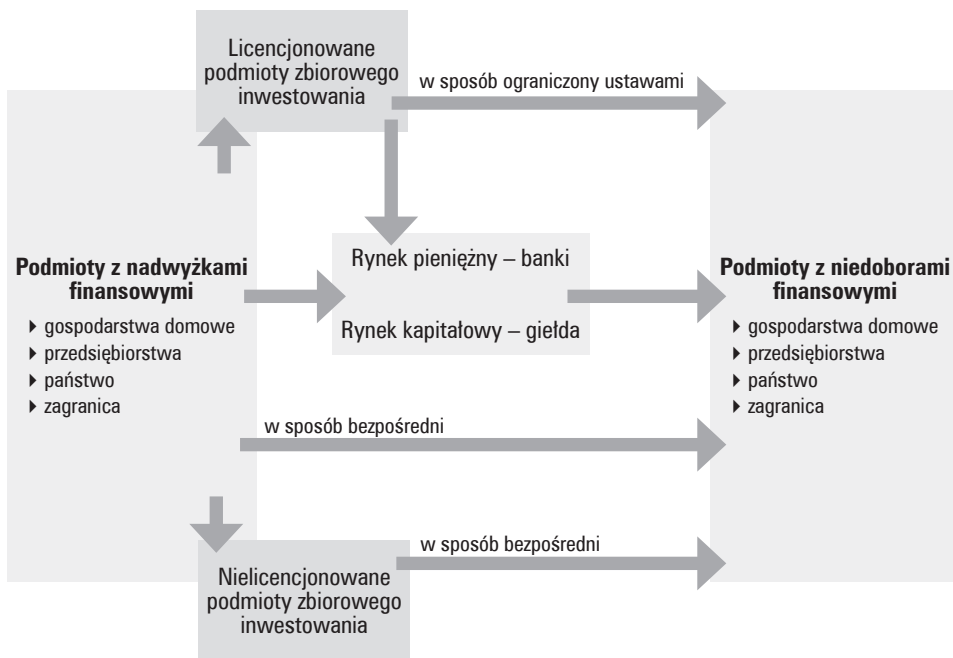 Licencjonowane
podmioty zbiorowego
inwestowania
w sposób ograniczony ustawami
Podmioty z nadwyżkami
finansowymi
▸ gospodarstwa domowe
▸ przedsiębiorstwa
▸ państwo
▸ zagranica
Rynek pieniężny – banki
Rynek kapitałowy – giełda
Podmioty z niedoborami
finansowymi
▸ gospodarstwa domowe
▸ przedsiębiorstwa
▸ państwo
▸ zagranica
w sposób bezpośredni
w sposób bezpośredni
Nielicencjonowane
podmioty zbiorowego
inwestowania